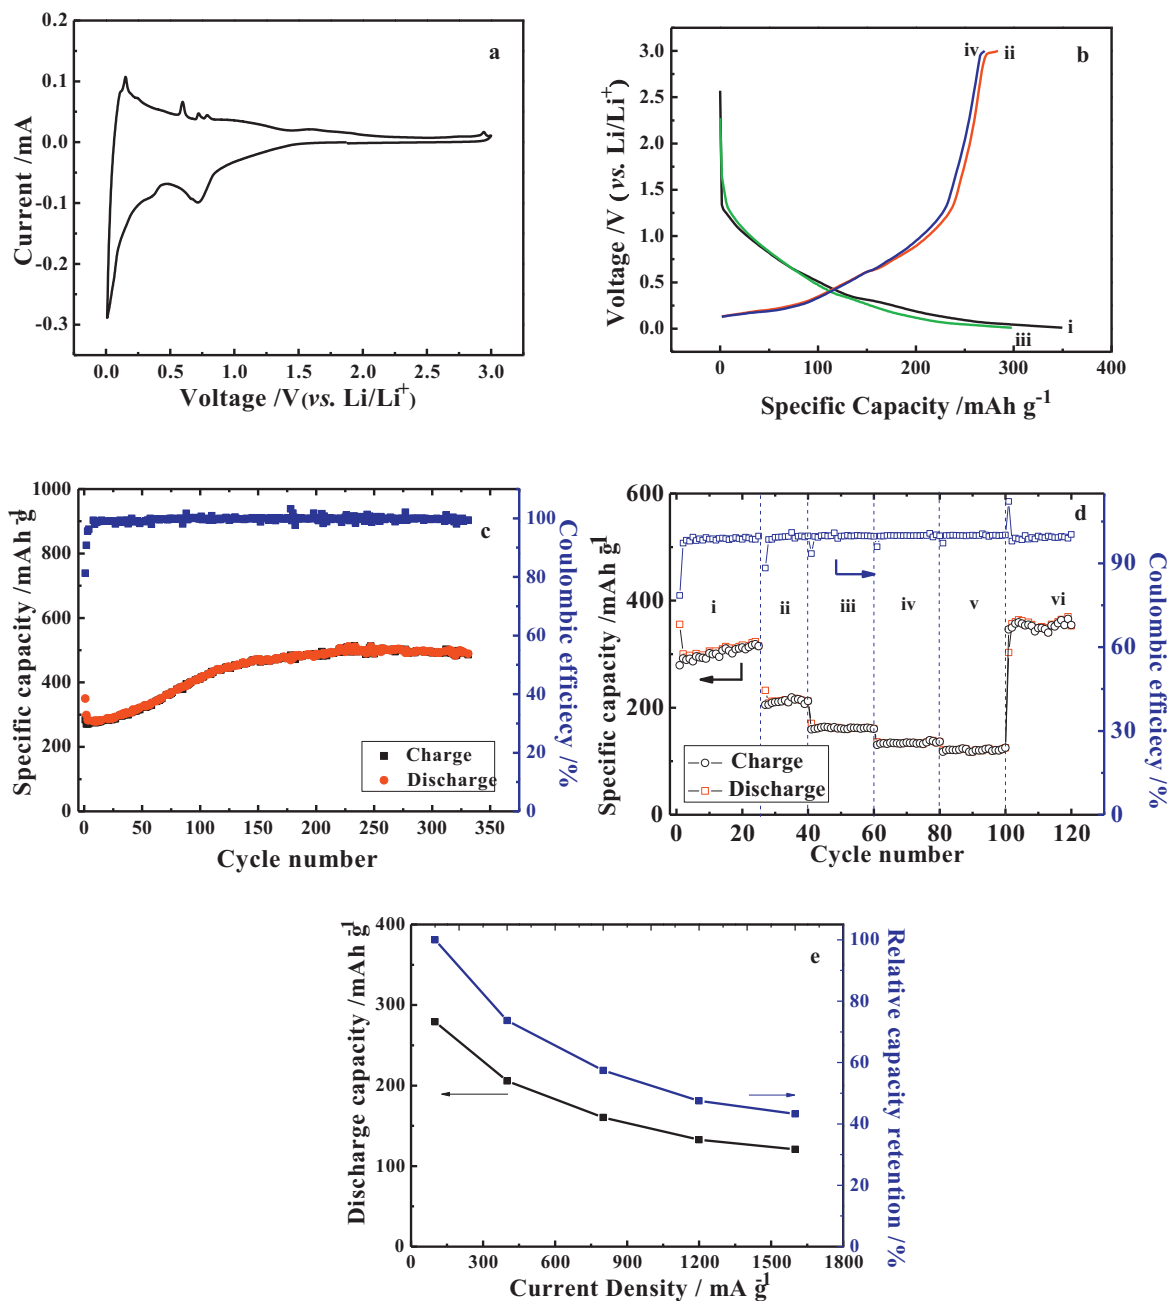 a
Current /mA
0.2
0.1
0.0
-0.1
-0.2
-0.3
0.0 0.5 1.0 1.5 2.0 2.5 3.0
Voltage /V(vs. Li/Li+)
b
Voltage /V (vs. Li/Li+)
3.0
2.5
2.0
1.5
1.0
0.5
0.0
iv ii
i
iii
0 100 200 300 400
Specific Capacity /mAh g-1
c
Specific capacity/mAh g-1
1000
800
600
400
200
0
Charge
Discharge
0 50 100 150 200 250 300 350
Cycle number
100
80
60
40
20
0
Coulombic efficiecy /%
d
Specific capacity/mAh g-1
600
400
200
0
i ii iii iv v vi
Charge
Discharge
0 20 40 60 80 100 120
Cycle number
90
60
30
0
Coulombic efficiecy /%
e
Discharge capacity/mAh g-1
400
300
200
100
0
0 300 600 900 1200 1500 1800
Current Density / mA g-1
100
80
60
40
20
0
Relative capacity retention /%